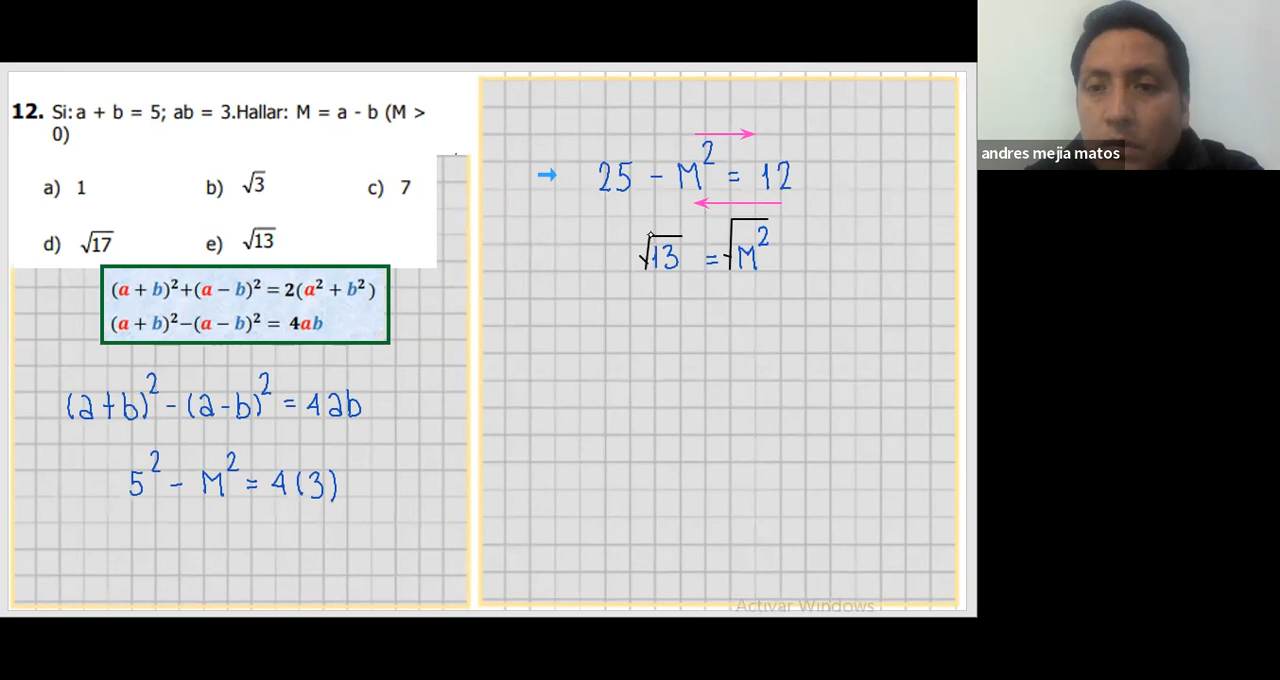 12. Si: a + b = 5; ab = 3.Hallar: M = a - b (M >
0)
a) 1 b) √3 c) 7
d) √17 e) √13
(a + b)²+(a − b)² = 2(a² + b²)
(a + b)²−(a − b)² = 4ab
(a+b)² - (a-b)² = 4ab
5² - M² = 4(3)
→ 25 - M² = 12
√13 = √M²
andres mejia matos
Activar Windows